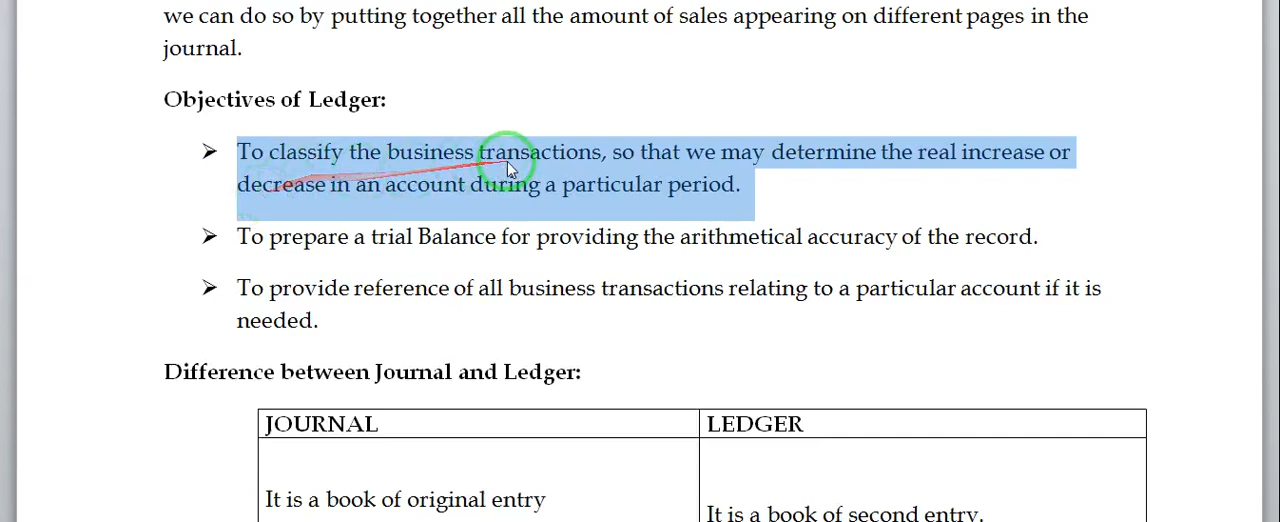 we can do so by putting together all the amount of sales appearing on different pages in the
journal.
Objectives of Ledger:
➢ To classify the business transactions, so that we may determine the real increase or
decrease in an account during a particular period.
➢ To prepare a trial Balance for providing the arithmetical accuracy of the record.
➢ To provide reference of all business transactions relating to a particular account if it is
needed.
Difference between Journal and Ledger:
JOURNAL
LEDGER
It is a book of original entry
It is a book of second entry.